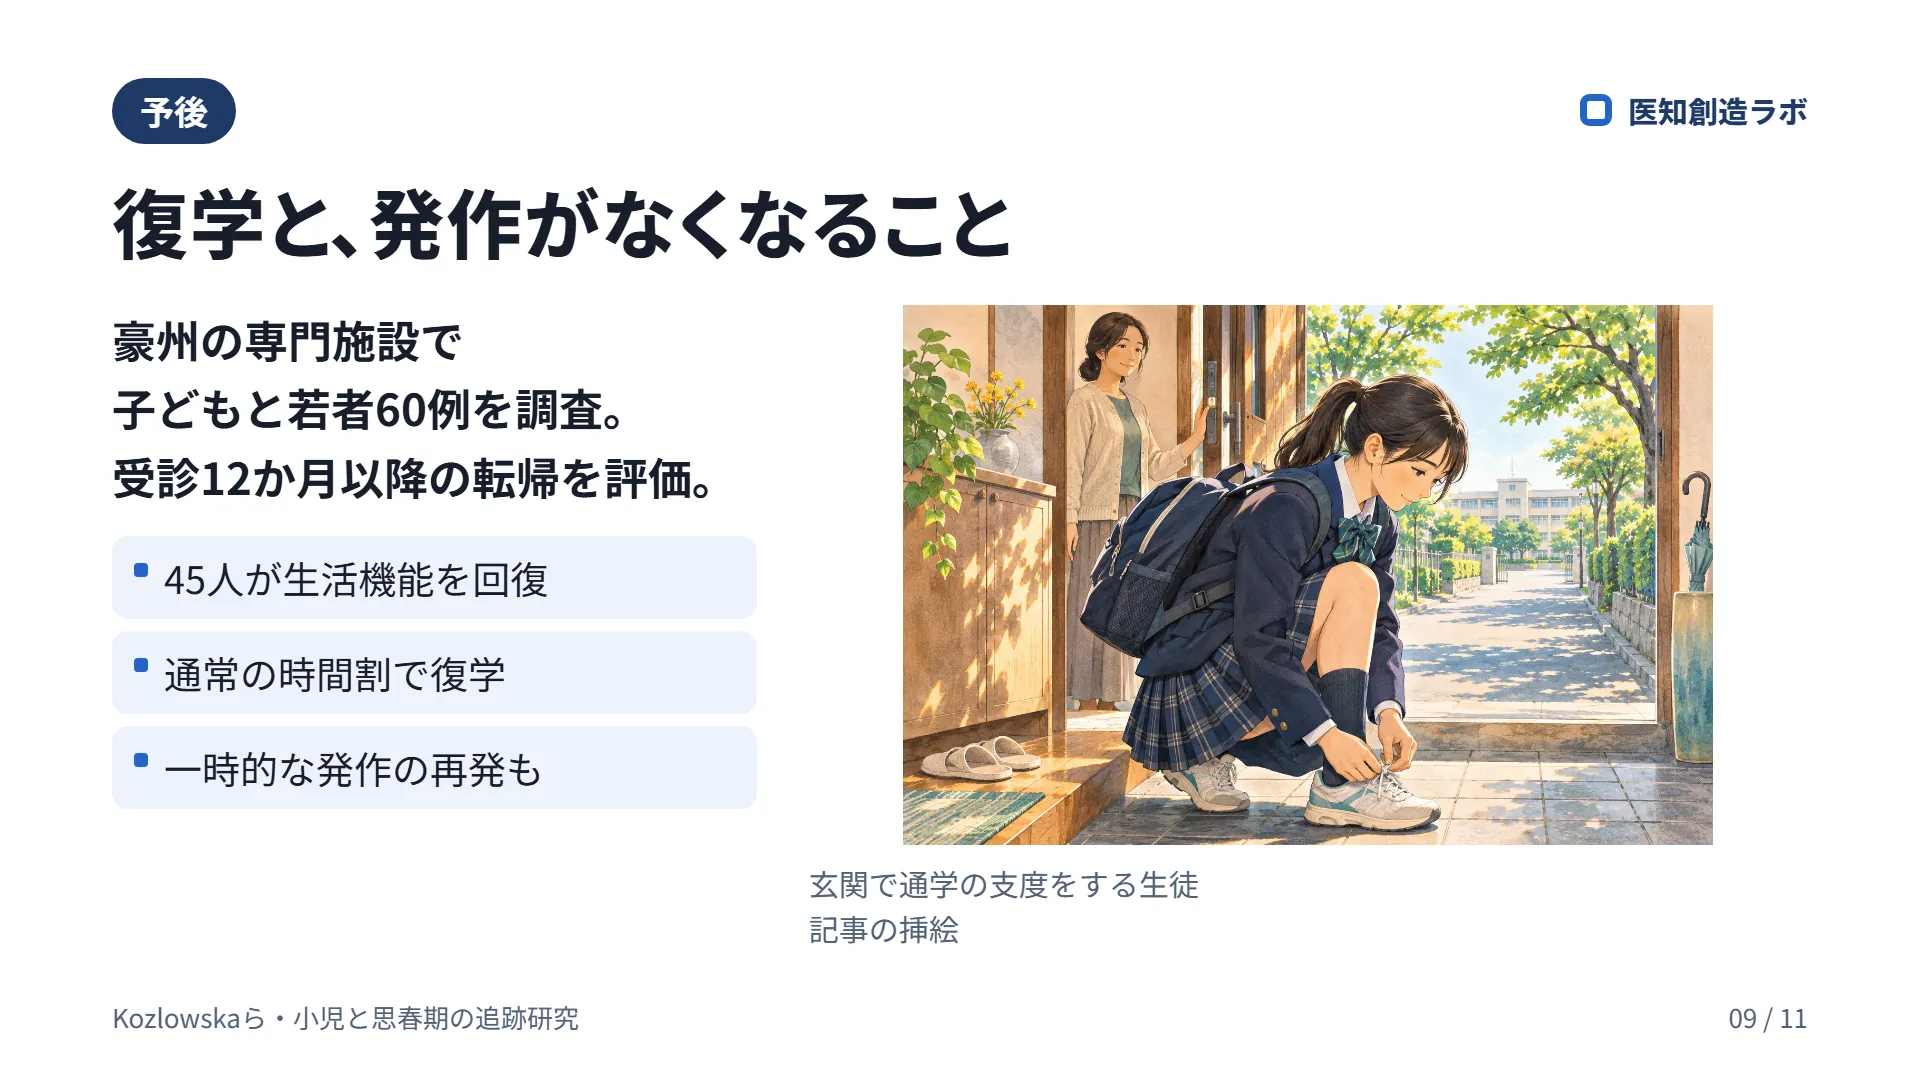 予後
医知創造ラボ
復学と、発作がなくなること
豪州の専門施設で
子どもと若者60例を調査。
受診12か月以降の転帰を評価。
45人が生活機能を回復
通常の時間割で復学
一時的な発作の再発も
玄関で通学の支度をする生徒
記事の挿絵
Kozlowskaら・小児と思春期の追跡研究
09 / 11